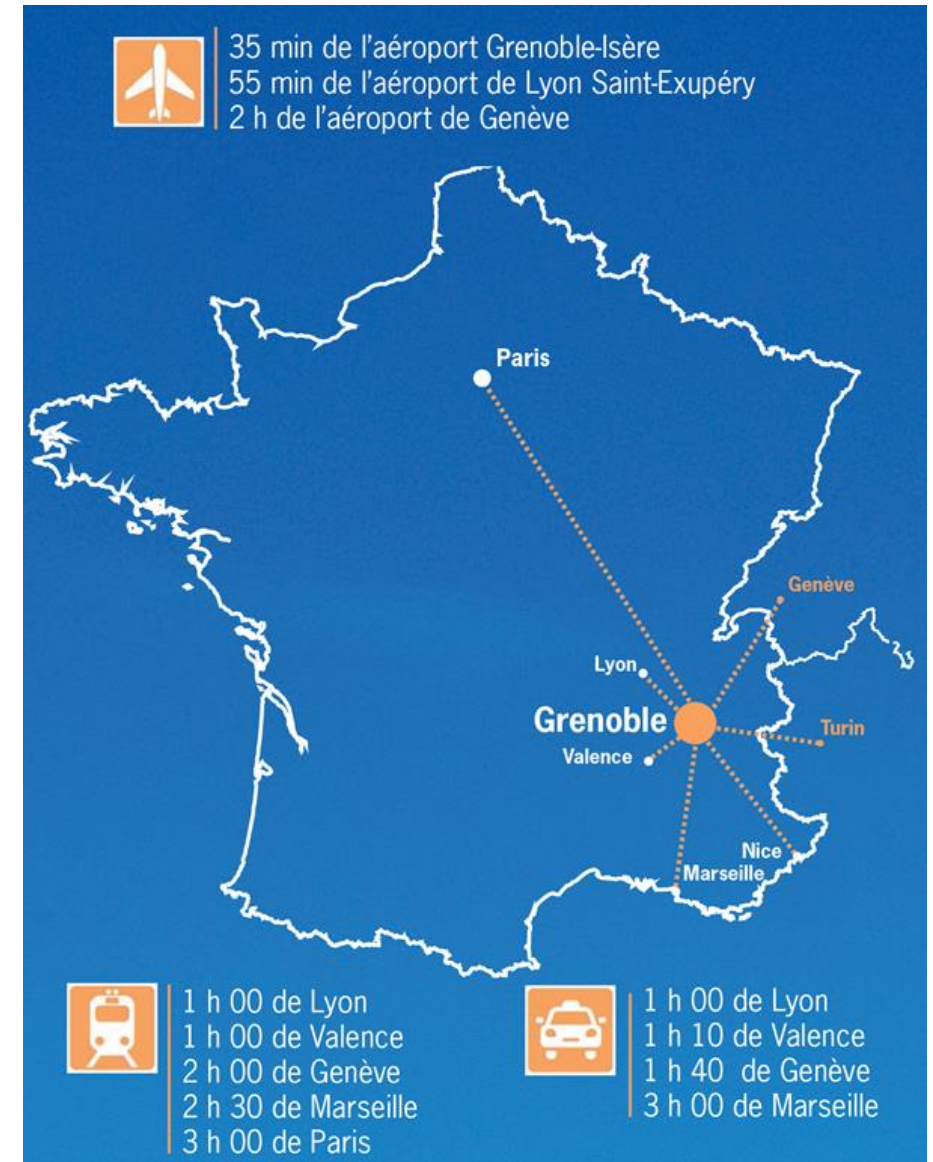 35 min de l'aéroport Grenoble-Isère
55 min de l'aéroport de Lyon Saint-Exupéry
2 h de l'aéroport de Genève
Paris
Genève
Lyon
Grenoble
Turin
Valence
Nice
Marseille
1 h 00 de Lyon
1 h 00 de Valence
2 h 00 de Genève
2 h 30 de Marseille
3 h 00 de Paris
1 h 00 de Lyon
1 h 10 de Valence
1 h 40 de Genève
3 h 00 de Marseille